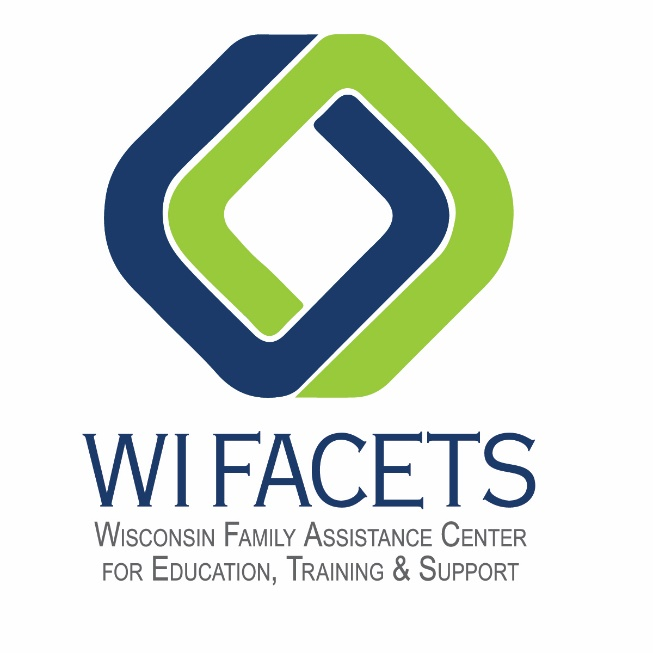 WI FACETS
WISCONSIN FAMILY ASSISTANCE CENTER
FOR EDUCATION, TRAINING & SUPPORT